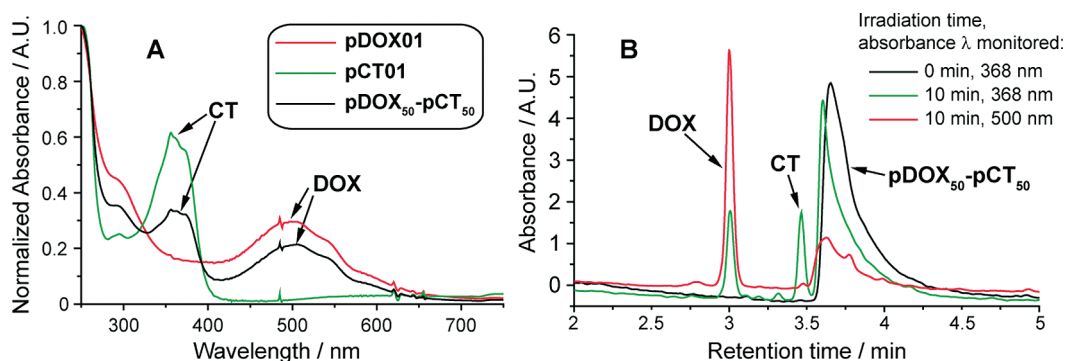 A
pDOX01
pCT01
pDOX₅₀-pCT₅₀
CT
DOX
1.0
0.8
0.6
0.4
0.2
0
300
400
500
600
700
Normalized Absorbance / A.U.
Wavelength / nm
B
Irradiation time,
absorbance λ monitored:
0 min, 368 nm
10 min, 368 nm
10 min, 500 nm
DOX
CT
pDOX₅₀-pCT₅₀
6
5
4
3
2
1
0
2
2.5
3
3.5
4
4.5
5
Absorbance / A.U.
Retention time / min